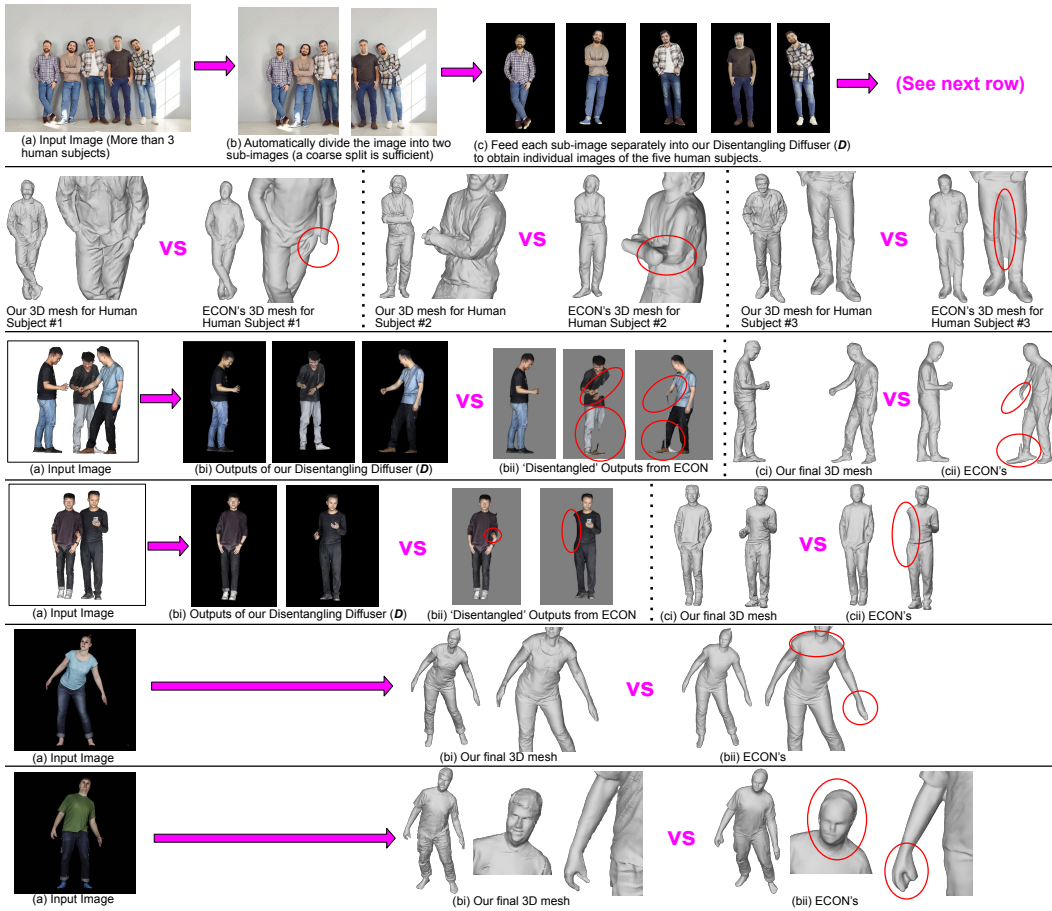 (a) Input Image (More than 3
human subjects)
(b) Automatically divide the image into two
sub-images (a coarse split is sufficient)
(c) Feed each sub-image separately into our Disentangling Diffuser (D)
to obtain individual images of the five human subjects.
(See next row)
VS
VS
VS
Our 3D mesh for Human
Subject #1
ECON's 3D mesh for
Human Subject #1
Our 3D mesh for Human
Subject #2
ECON'S 3D mesh for
Human Subject #2
Our 3D mesh for Human
Subject #3
ECON's 3D mesh for
Human Subject #3
VS
VS
(a) Input Image
(bi) Outputs of our Disentangling Diffuser (D)
(bii) 'Disentangled' Outputs from ECON
(ci) Our final 3D mesh
(cii) ECON's
VS
VS
(a) Input Image
(bi) Outputs of our Disentangling Diffuser (D)
(bii) 'Disentangled' Outputs from ECON
(ci) Our final 3D mesh
(cii) ECON's
VS
(a) Input Image
(bi) Our final 3D mesh
(bii) ECON's
VS
(a) Input Image
(bi) Our final 3D mesh
(bii) ECON's